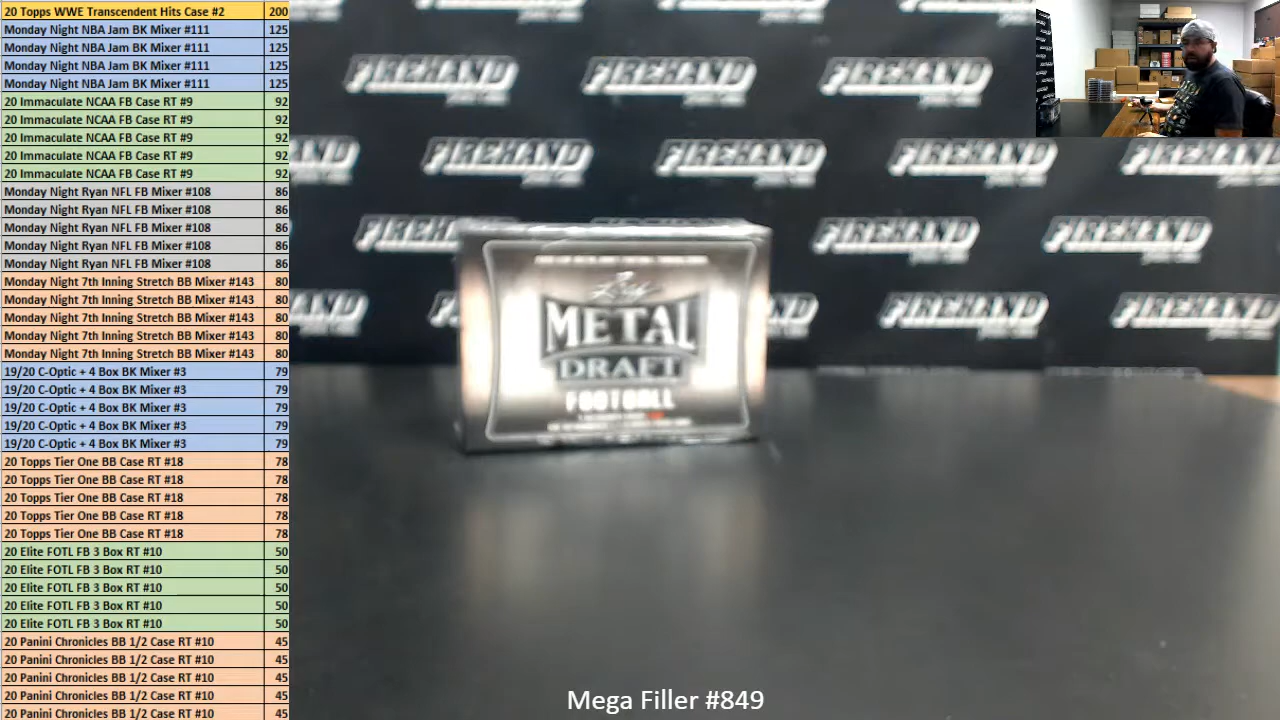 20 Topps WWE Transcendent Hits Case #2 200
Monday Night NBA Jam BK Mixer #111 125
Monday Night NBA Jam BK Mixer #111 125
Monday Night NBA Jam BK Mixer #111 125
Monday Night NBA Jam BK Mixer #111 125
20 Immaculate NCAA FB Case RT #9 92
20 Immaculate NCAA FB Case RT #9 92
20 Immaculate NCAA FB Case RT #9 92
20 Immaculate NCAA FB Case RT #9 92
20 Immaculate NCAA FB Case RT #9 92
Monday Night Ryan NFL FB Mixer #108 86
Monday Night Ryan NFL FB Mixer #108 86
Monday Night Ryan NFL FB Mixer #108 86
Monday Night Ryan NFL FB Mixer #108 86
Monday Night Ryan NFL FB Mixer #108 86
Monday Night 7th Inning Stretch BB Mixer #143 80
Monday Night 7th Inning Stretch BB Mixer #143 80
Monday Night 7th Inning Stretch BB Mixer #143 80
Monday Night 7th Inning Stretch BB Mixer #143 80
Monday Night 7th Inning Stretch BB Mixer #143 80
19/20 C-Optic + 4 Box BK Mixer #3 79
19/20 C-Optic + 4 Box BK Mixer #3 79
19/20 C-Optic + 4 Box BK Mixer #3 79
19/20 C-Optic + 4 Box BK Mixer #3 79
19/20 C-Optic + 4 Box BK Mixer #3 79
20 Topps Tier One BB Case RT #18 78
20 Topps Tier One BB Case RT #18 78
20 Topps Tier One BB Case RT #18 78
20 Topps Tier One BB Case RT #18 78
20 Topps Tier One BB Case RT #18 78
20 Elite FOTL FB 3 Box RT #10 50
20 Elite FOTL FB 3 Box RT #10 50
20 Elite FOTL FB 3 Box RT #10 50
20 Elite FOTL FB 3 Box RT #10 50
20 Elite FOTL FB 3 Box RT #10 50
20 Panini Chronicles BB 1/2 Case RT #10 45
20 Panini Chronicles BB 1/2 Case RT #10 45
20 Panini Chronicles BB 1/2 Case RT #10 45
20 Panini Chronicles BB 1/2 Case RT #10 45
20 Panini Chronicles BB 1/2 Case RT #10 45
FIREHAND FIREHAND FIREHAND
FIREHAND FIREHAND FIREHAND FIREHAND
FIREHAND FIREHAND
FIREHAND FIREHAND
Leaf
METAL
DRAFT
FOOTBALL
Mega Filler #849